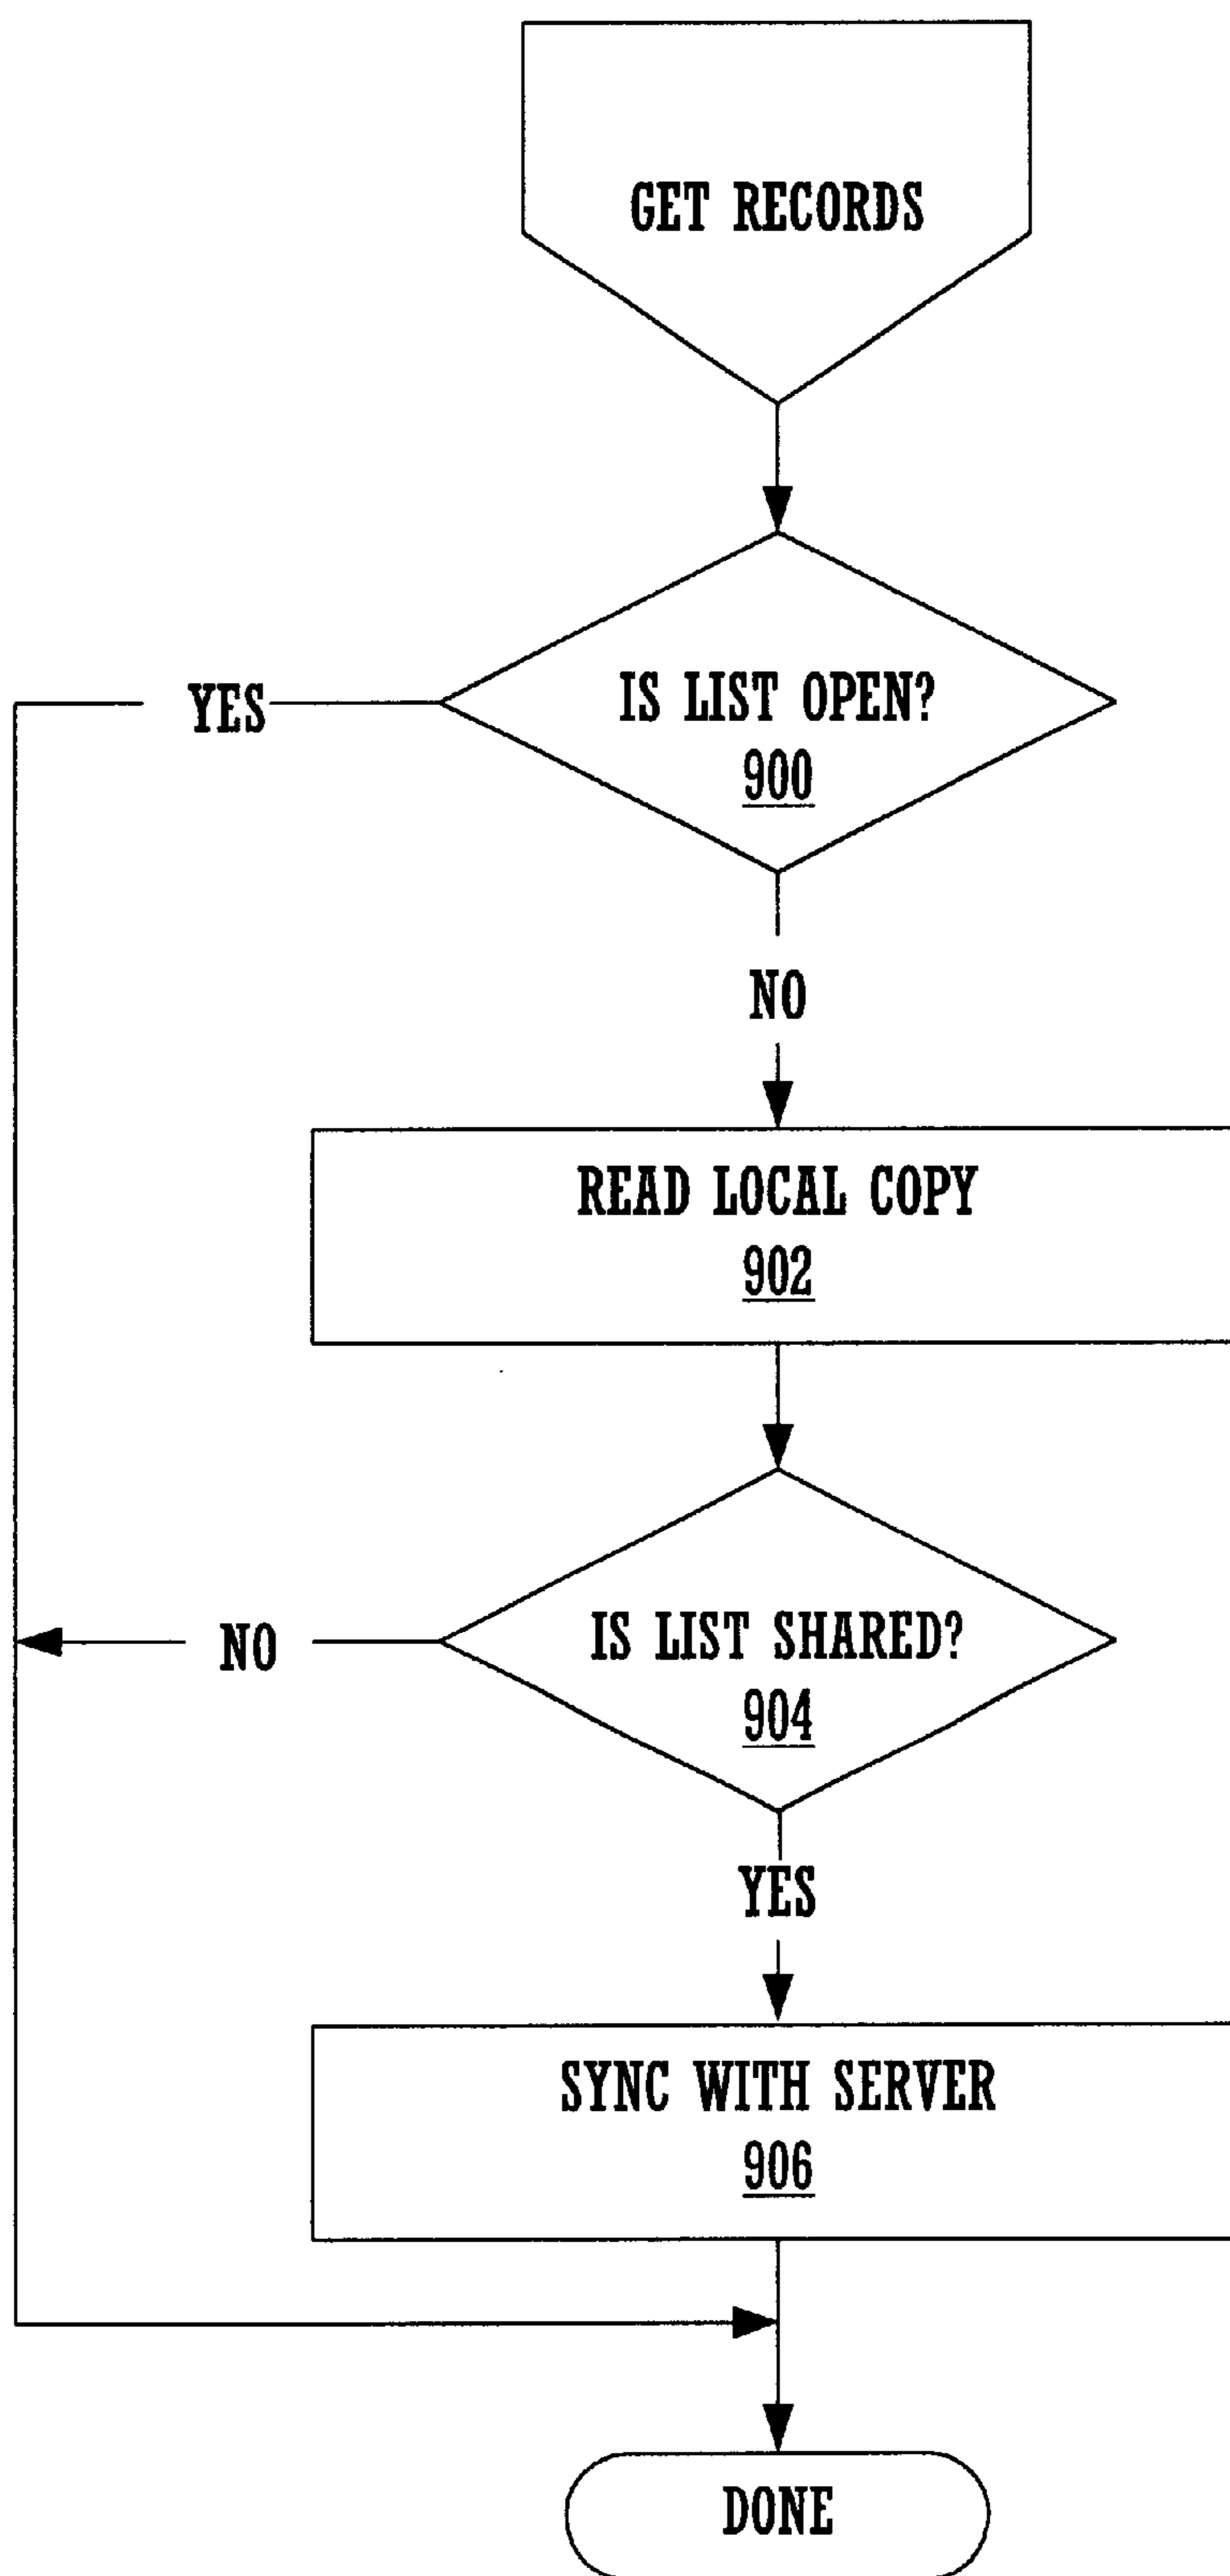 GET RECORDS
IS LIST OPEN?
900
YES
NO
READ LOCAL COPY
902
IS LIST SHARED?
904
NO
YES
SYNC WITH SERVER
906
DONE